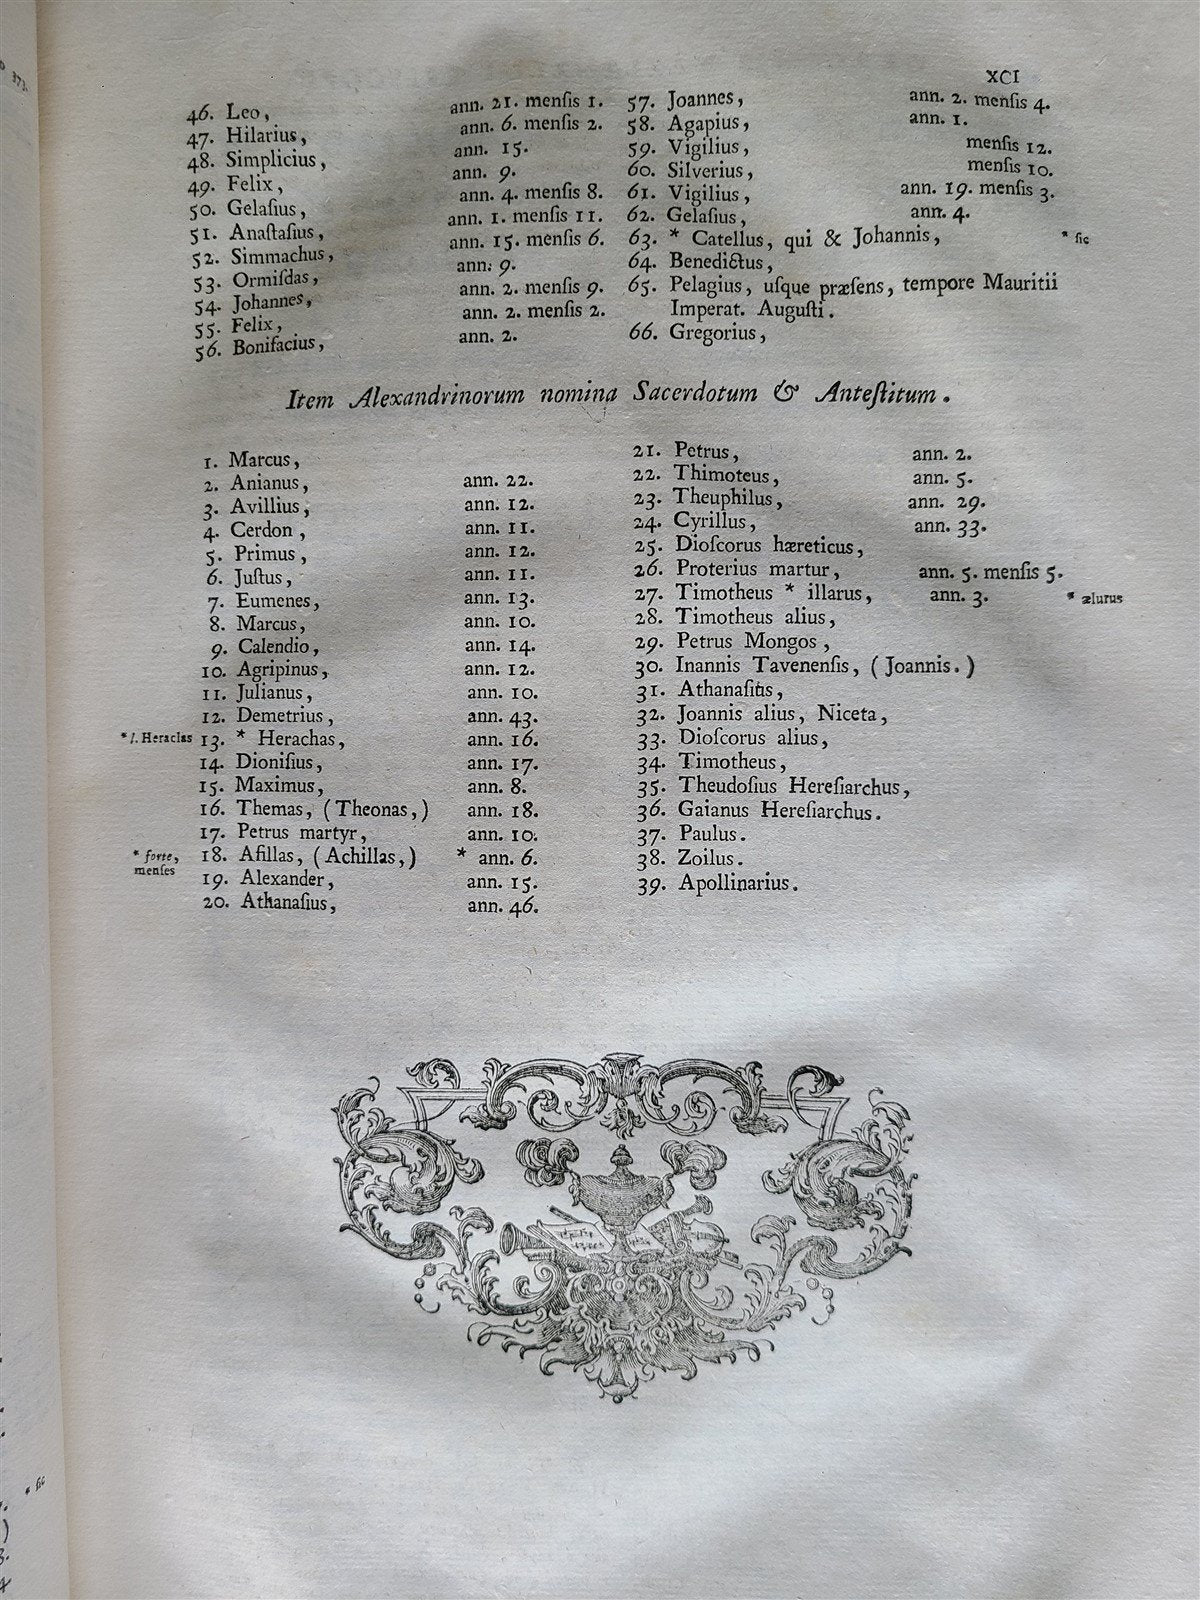 XCI
46. Leo, ann. 21. menſis 1.
47. Hilarius, ann. 6. menſis 2.
48. Simplicius, ann. 15.
49. Felix, ann. 9.
50. Gelaſius, ann. 4. menſis 8.
51. Anaſtaſius, ann. 1. menſis 11.
52. Simmachus, ann. 15. menſis 6.
53. Ormiſdas, ann. 9.
54. Johannes, ann. 2. menſis 9.
55. Felix, ann. 2. menſis 2.
56. Bonifacius, ann. 2.
57. Joannes, ann. 2. menſis 4.
58. Agapius, ann. 1.
59. Vigilius, menſis 12.
60. Silverius, menſis 10.
61. Vigilius, ann. 19. menſis 3.
62. Gelaſius, ann. 4.
63. * Catellus, qui & Johannis, * ſic
64. Benedictus,
65. Pelagius, uſque præſens, tempore Mauritii
Imperat. Auguſti.
66. Gregorius,
Item Alexandrinorum nomina Sacerdotum & Anteſtitum.
1. Marcus,
2. Anianus, ann. 22.
3. Avillius, ann. 12.
4. Cerdon, ann. 11.
5. Primus, ann. 12.
6. Juſtus, ann. 11.
7. Eumenes, ann. 13.
8. Marcus, ann. 10.
9. Calendio, ann. 14.
10. Agripinus, ann. 12.
11. Julianus, ann. 10.
12. Demetrius, ann. 43.
* l. Heraclas 13. * Herachas, ann. 16.
14. Dioniſius, ann. 17.
15. Maximus, ann. 8.
16. Themas, (Theonas,) ann. 18.
17. Petrus martyr, ann. 10.
* forte, 18. Afillas, (Achillas,) * ann. 6.
menſes
19. Alexander, ann. 15.
20. Athanaſius, ann. 46.
21. Petrus, ann. 2.
22. Thimoteus, ann. 5.
23. Theuphilus, ann. 29.
24. Cyrillus, ann. 33.
25. Dioſcorus hæreticus,
26. Proterius martur, ann. 5. menſis 5.
27. Timotheus * illarus, ann. 3. * ælurus
28. Timotheus alius,
29. Petrus Mongos,
30. Inannis Tavenenſis, (Joannis.)
31. Athanaſius,
32. Joannis alius, Niceta,
33. Dioſcorus alius,
34. Timotheus,
35. Theudoſius Hereſiarchus,
36. Gaianus Hereſiarchus.
37. Paulus.
38. Zoilus.
39. Apollinarius.
* ſic